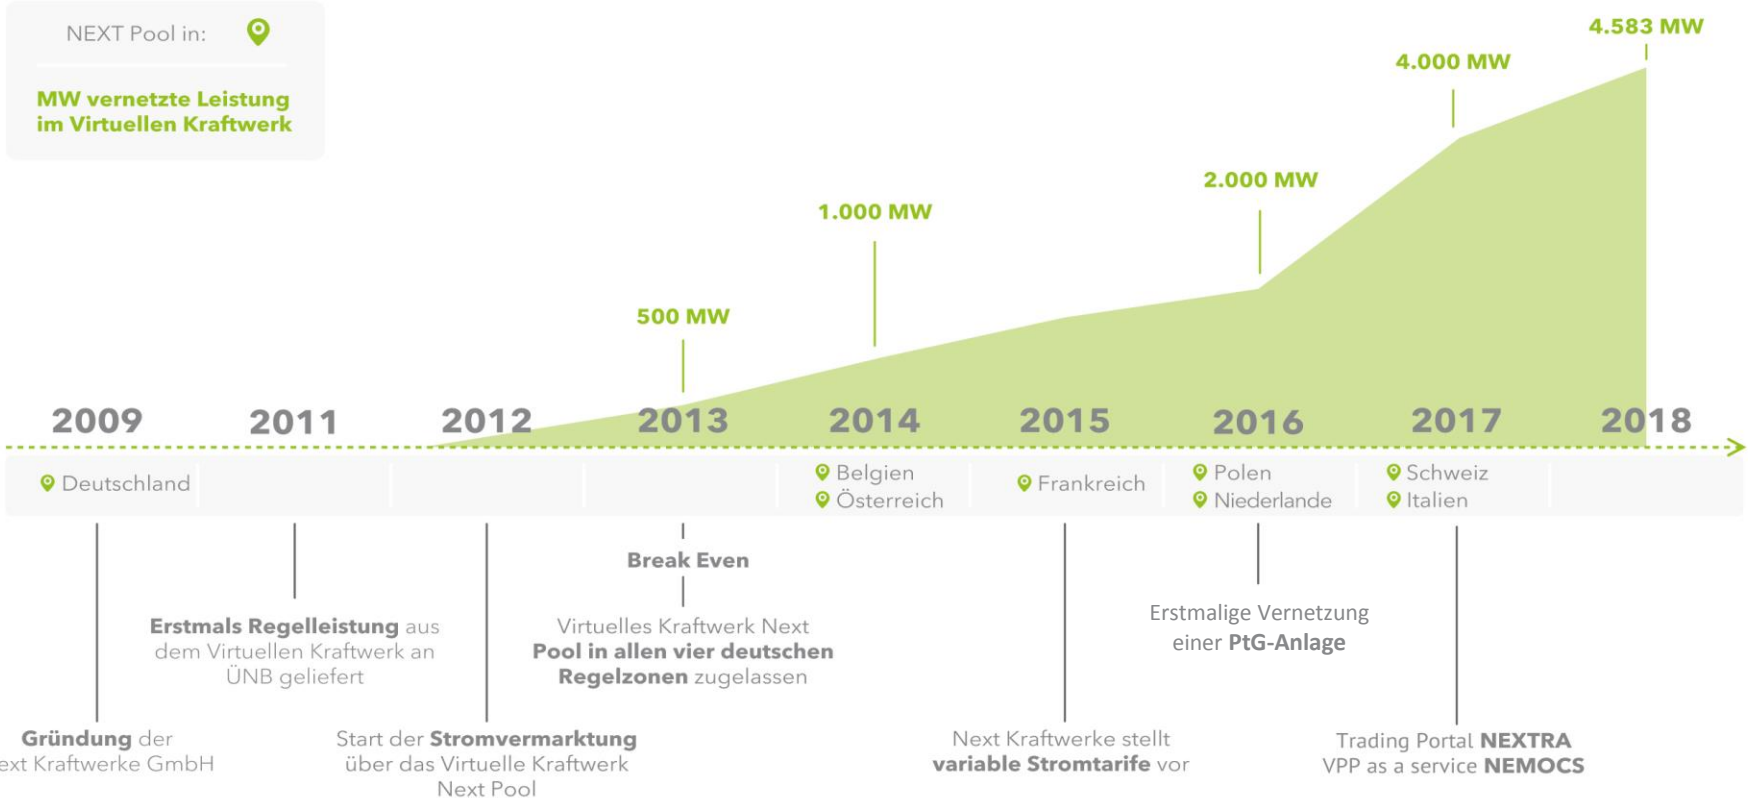 NEXT Pool in:
MW vernetzte Leistung
im Virtuellen Kraftwerk
500 MW
1.000 MW
2.000 MW
4.000 MW
4.583 MW
2009
2011
2012
2013
2014
2015
2016
2017
2018
Deutschland
Belgien
Österreich
Frankreich
Polen
Niederlande
Schweiz
Italien
Gründung der
ext Kraftwerke GmbH
Erstmals Regelleistung aus
dem Virtuellen Kraftwerk an
ÜNB geliefert
Start der Stromvermarktung
über das Virtuelle Kraftwerk
Next Pool
Break Even
Virtuelles Kraftwerk Next
Pool in allen vier deutschen
Regelzonen zugelassen
Next Kraftwerke stellt
variable Stromtarife vor
Erstmalige Vernetzung
einer PtG-Anlage
Trading Portal NEXTRA
VPP as a service NEMOCS